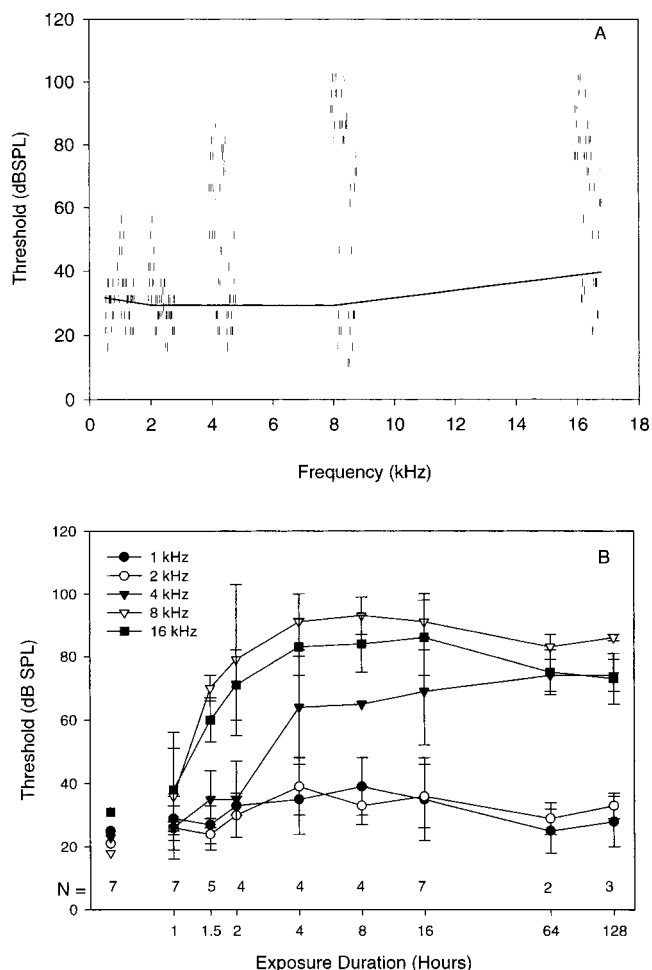 A
120
100
80
60
40
20
0
Threshold (dBSPL)
0 2 4 6 8 10 12 14 16 18
Frequency (kHz)
B
120
100
80
60
40
20
0
Threshold (dB SPL)
1 kHz
2 kHz
4 kHz
8 kHz
16 kHz
N = 7 7 5 4 4 4 7 2 3
1 1.5 2 4 8 16 64 128
Exposure Duration (Hours)